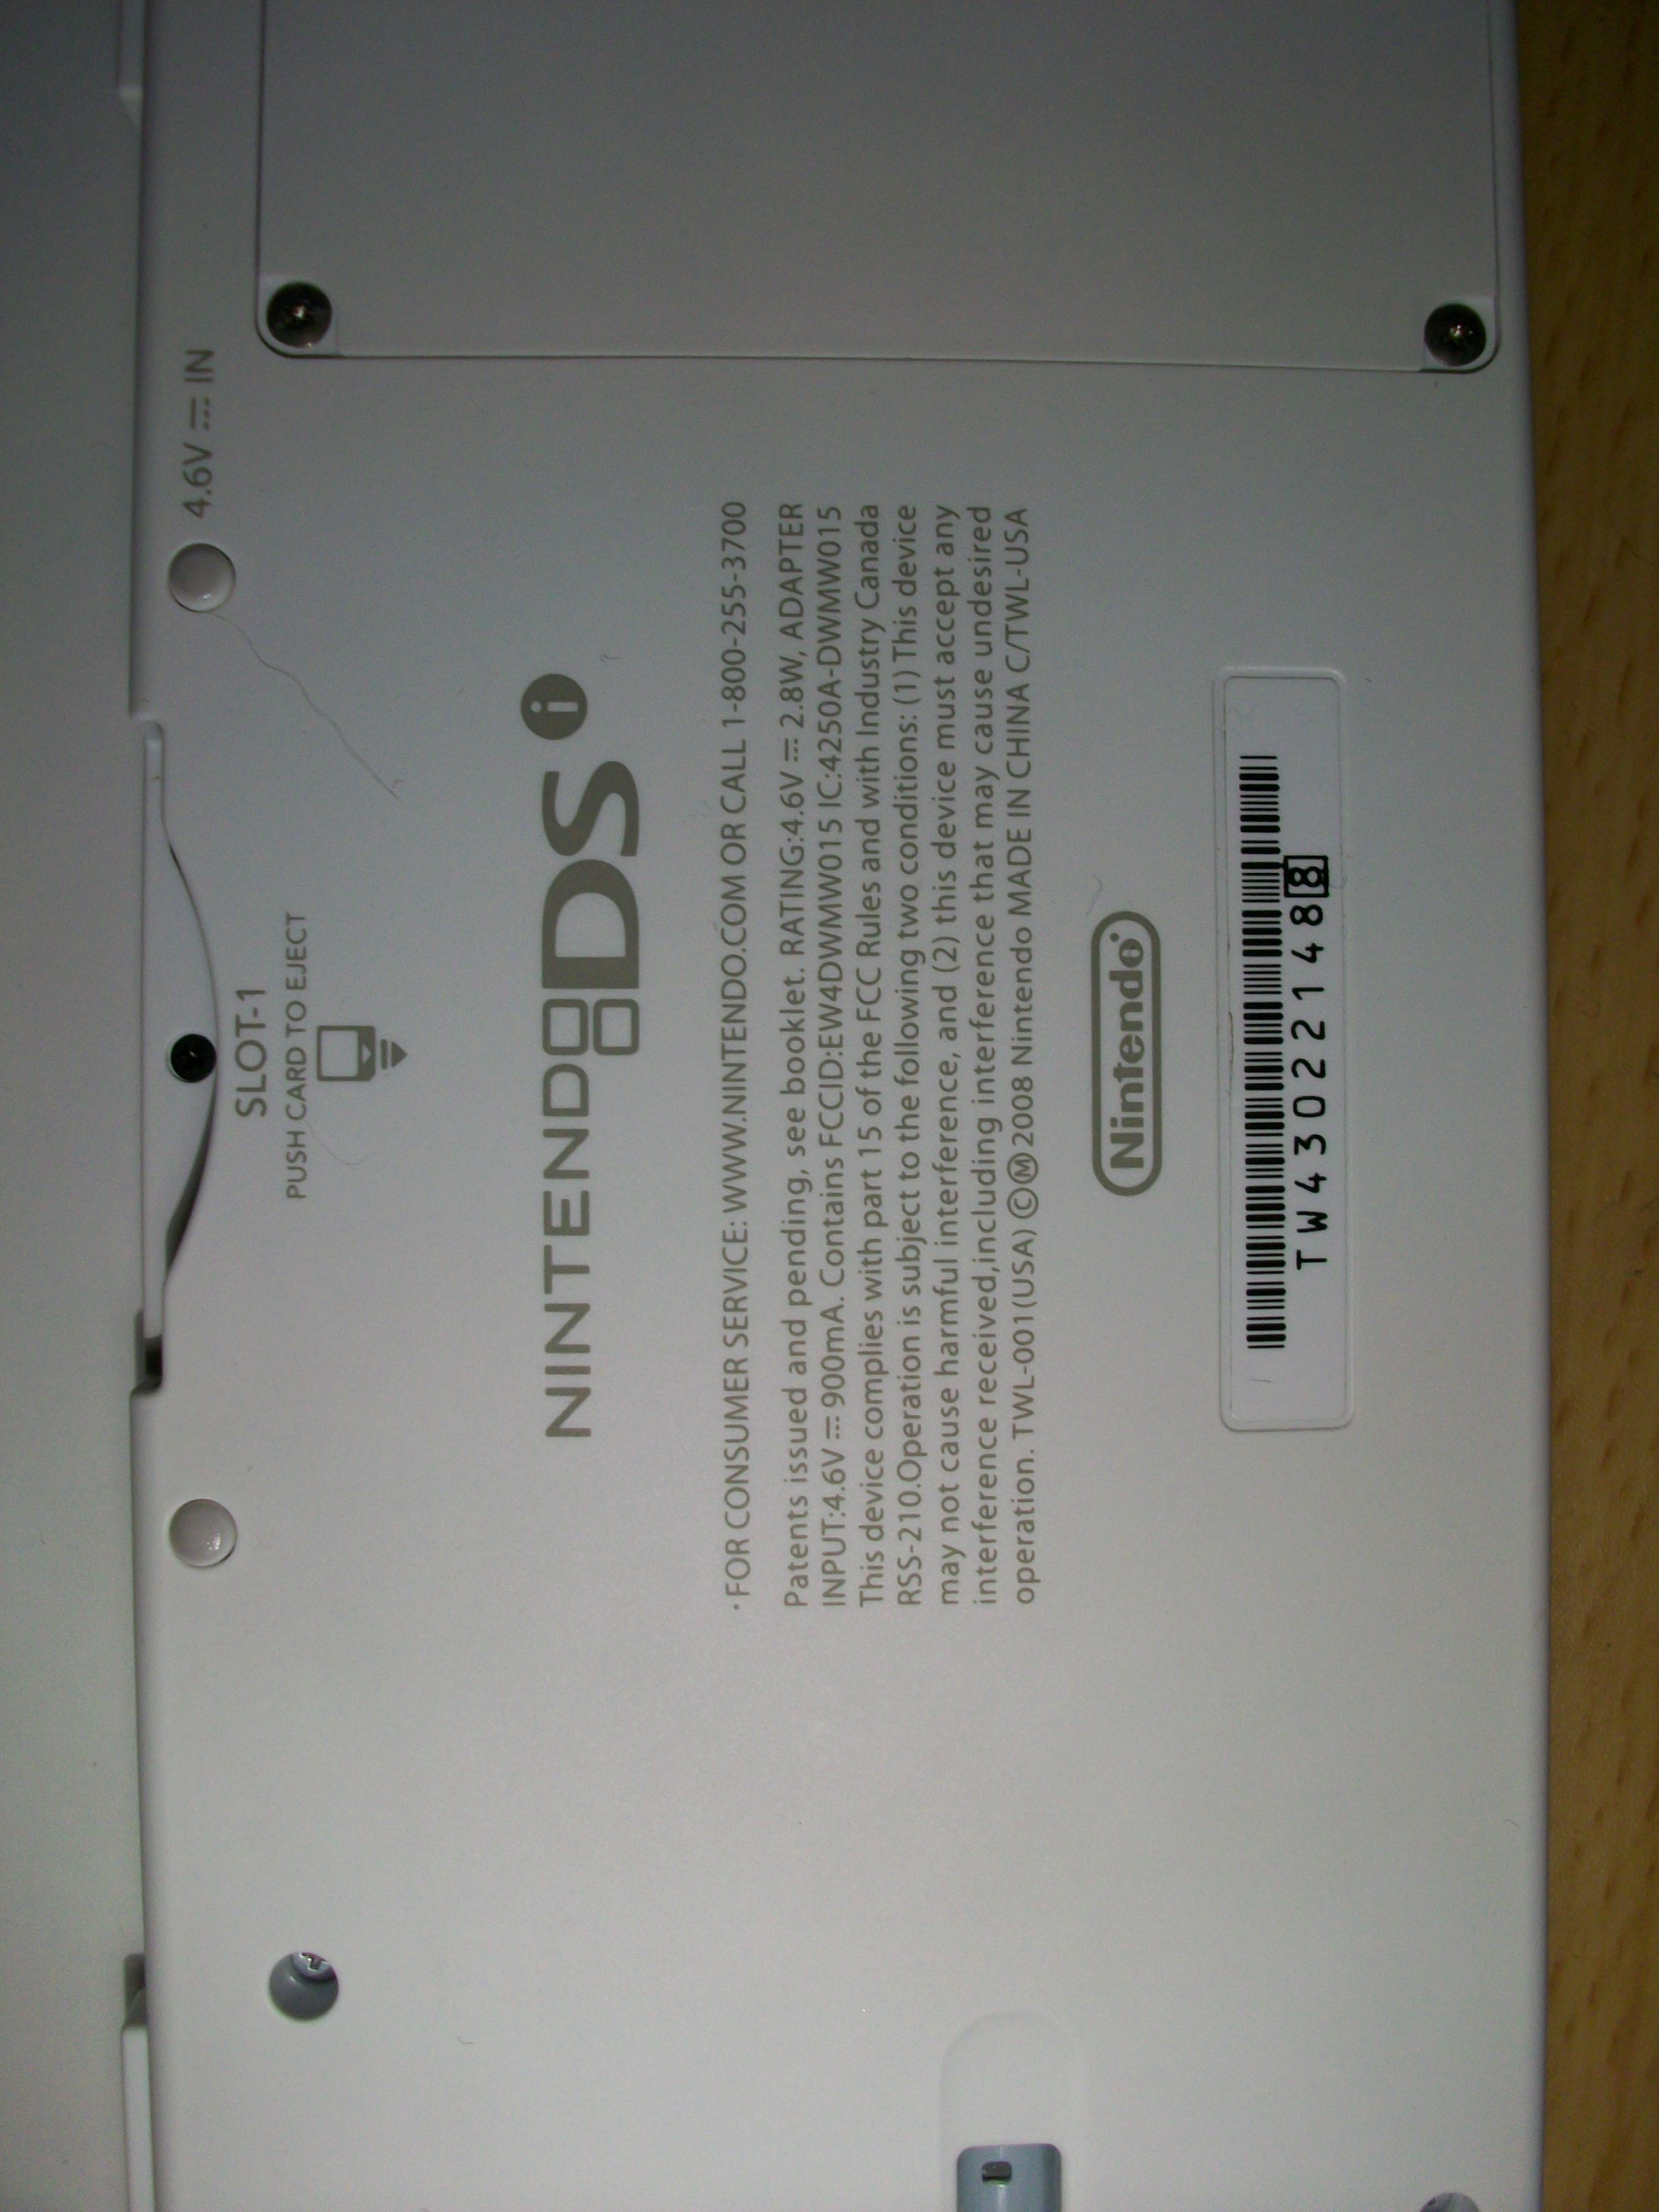 4.6V ⎓ IN
SLOT-1
PUSH CARD TO EJECT
NINTENDO DS i
·FOR CONSUMER SERVICE: WWW.NINTENDO.COM OR CALL 1-800-255-3700
Patents issued and pending, see booklet. RATING:4.6V ⎓ 2.8W, ADAPTER
INPUT:4.6V ⎓ 900mA. Contains FCCID:EW4DWMW015 IC:4250A-DWMW015
This device complies with part 15 of the FCC Rules and with Industry Canada
RSS-210.Operation is subject to the following two conditions: (1) This device
may not cause harmful interference, and (2) this device must accept any
interference received,including interference that may cause undesired
operation. TWL-001(USA) ©Ⓜ2008 Nintendo MADE IN CHINA C/TWL-USA
Nintendo®
TW430221488